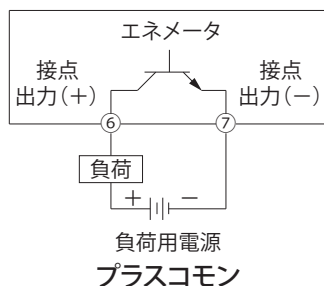 エネメータ
接点
出力(+)
接点
出力(−)
⑥
⑦
負荷
+ −
負荷用電源
プラスコモン